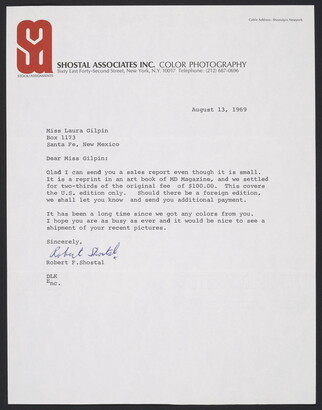 SHOSTAL ASSOCIATES INC. COLOR PHOTOGRAPHY
Sixty East Forty-Second Street, New York, N.Y. 10017 Telephone: (212) 687-0696
August 13, 1969
Miss Laura Gilpin
Box 1173
Santa Fe, New Mexico
Dear Miss Gilpin:
Glad I can send you a sales report even though it is small.
It is a reprint in an art book of MD Magazine, and we settled
for two-thirds of the original fee of $100.00. This covers
the U.S. edition only. Should there be a foreign edition,
we shall let you know and send you additional payment.
It has been a long time since we got any colors from you.
I hope you are as busy as ever and it would be nice to see a
shipment of your recent pictures.
Sincerely,
Robert Shostal
Robert F.Shostal
DLK
Enc.